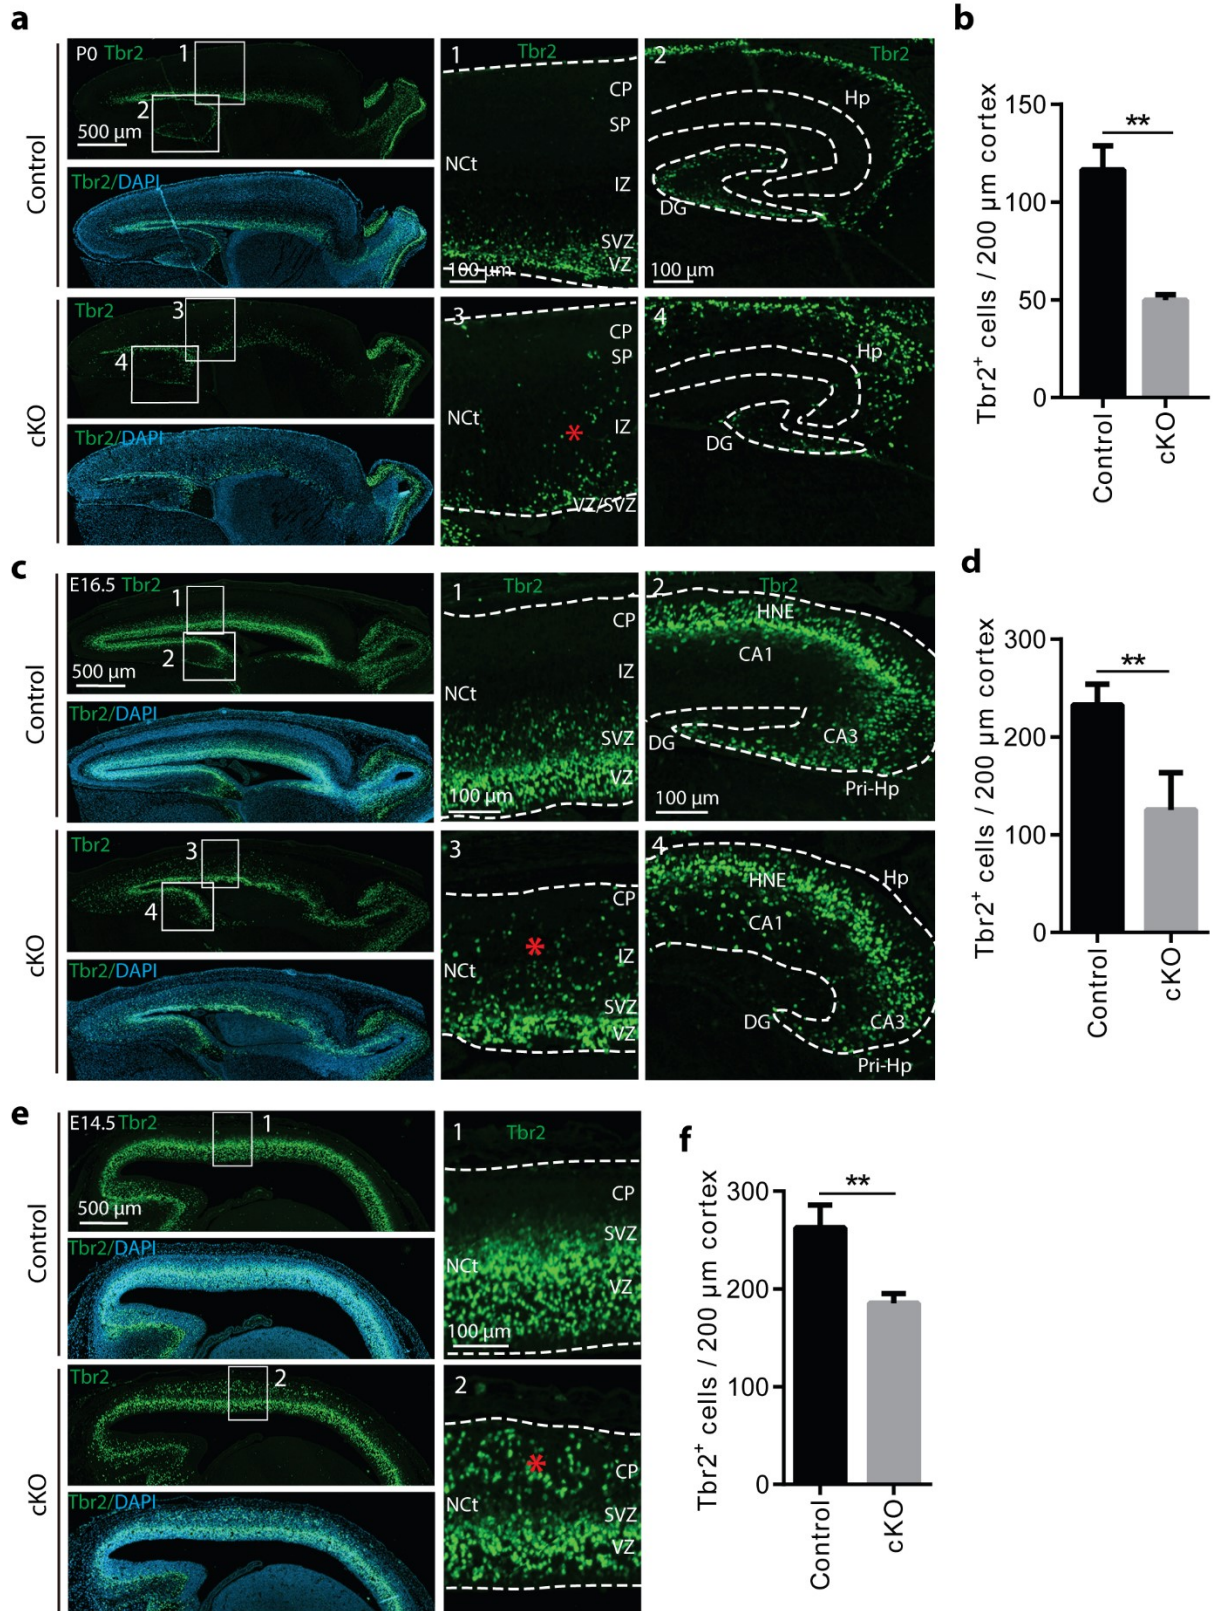 a
Control
P0 Tbr2
1
2
500 µm
Tbr2/DAPI
1
Tbr2
CP
SP
NCt
IZ
SVZ
VZ
100 µm
2
Tbr2
Hp
DG
100 µm
cKO
Tbr2
3
4
Tbr2/DAPI
3
CP
SP
NCt
IZ
*
VZ/SVZ
4
Hp
DG
b
Tbr2⁺ cells / 200 µm cortex
150
100
50
0
**
Control
cKO
c
Control
E16.5 Tbr2
1
2
500 µm
Tbr2/DAPI
1
Tbr2
CP
IZ
NCt
SVZ
VZ
100 µm
2
Tbr2
HNE
CA1
DG
CA3
Pri-Hp
100 µm
cKO
Tbr2
3
4
Tbr2/DAPI
3
CP
*
IZ
NCt
SVZ
VZ
4
HNE
Hp
CA1
DG
CA3
Pri-Hp
d
Tbr2⁺ cells / 200 µm cortex
300
200
100
0
**
Control
cKO
e
Control
E14.5 Tbr2
1
500 µm
Tbr2/DAPI
1
Tbr2
CP
SVZ
NCt
VZ
100 µm
cKO
Tbr2
2
Tbr2/DAPI
2
*
CP
NCt
SVZ
VZ
f
Tbr2⁺ cells / 200 µm cortex
300
200
100
0
**
Control
cKO